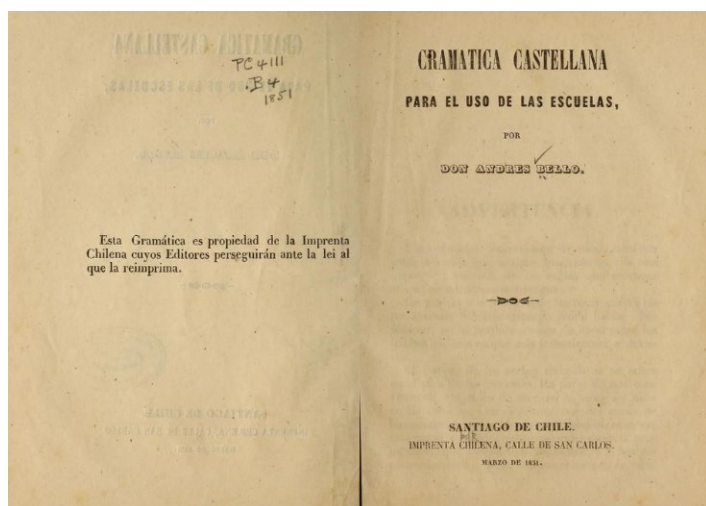 PC 4111
.B4
1851
Esta Gramática es propiedad de la Imprenta
Chilena cuyos Editores perseguirán ante la lei al
que la reimprima.
GRAMATICA CASTELLANA
PARA EL USO DE LAS ESCUELAS,
POR
DON ANDRES BELLO.
SANTIAGO DE CHILE.
IMPRENTA CHILENA, CALLE DE SAN CARLOS.
MARZO DE 1851.